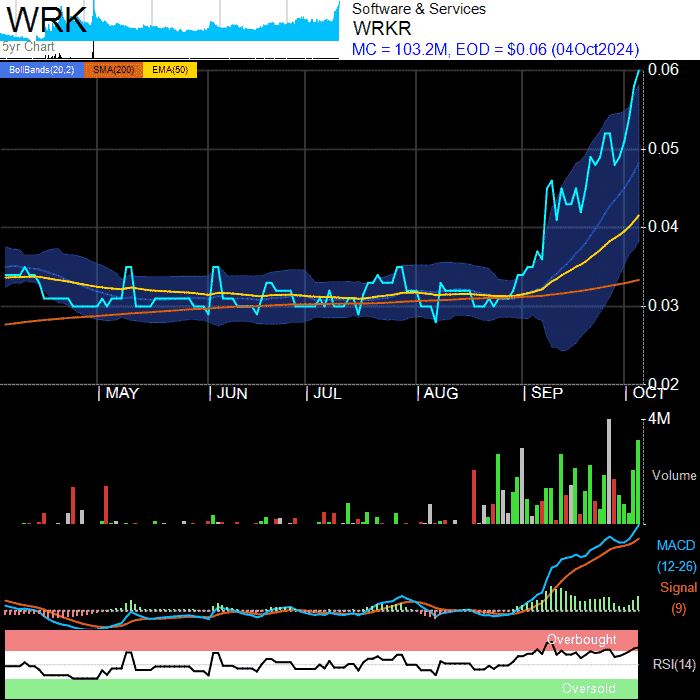 WRK
5yr Chart
Software & Services
WRKR
MC = 103.2M, EOD = $0.06 (04Oct2024)
BollBands(20,2) SMA(200) EMA(50)
0.06
0.05
0.04
0.03
0.02
MAY JUN JUL AUG SEP OCT
4M
Volume
MACD
(12-26)
Signal
(9)
Overbought
RSI(14)
Oversold